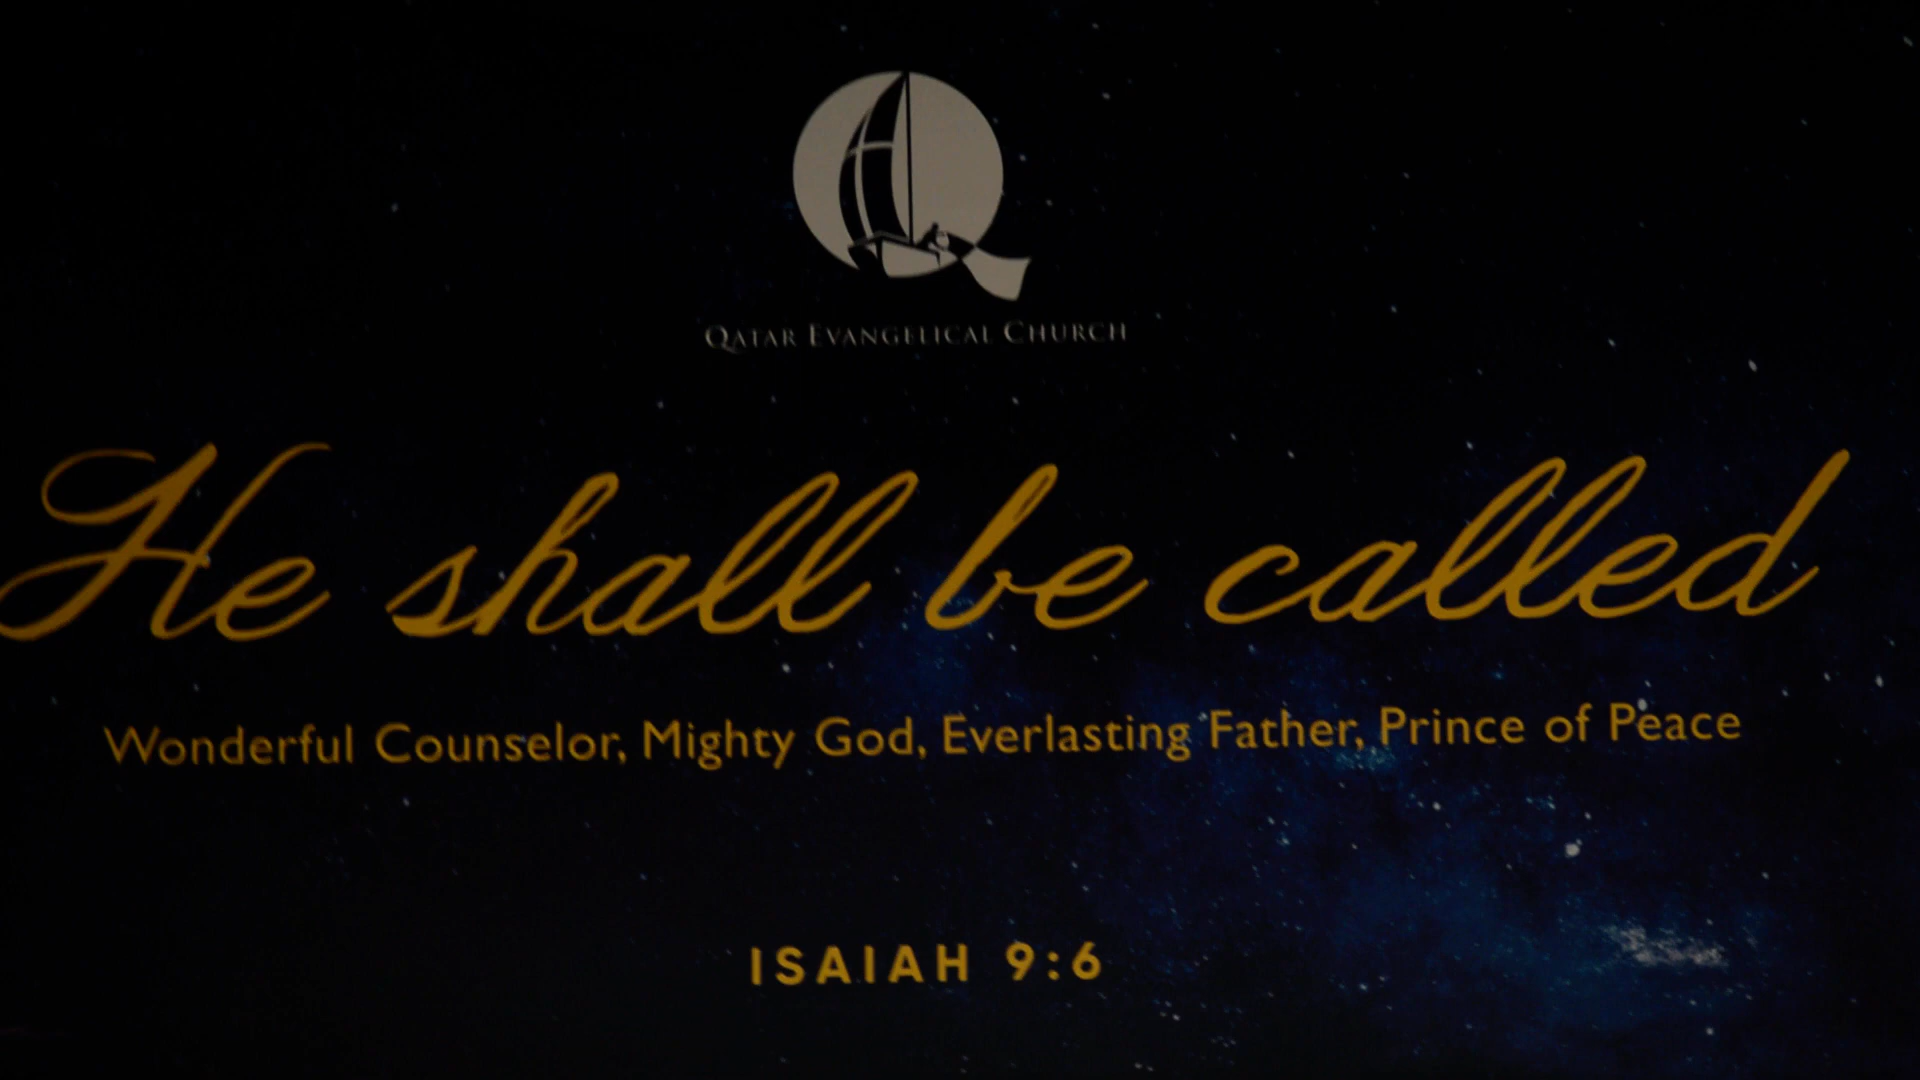 QATAR EVANGELICAL CHURCH
He shall be called
Wonderful Counselor, Mighty God, Everlasting Father, Prince of Peace
ISAIAH 9:6